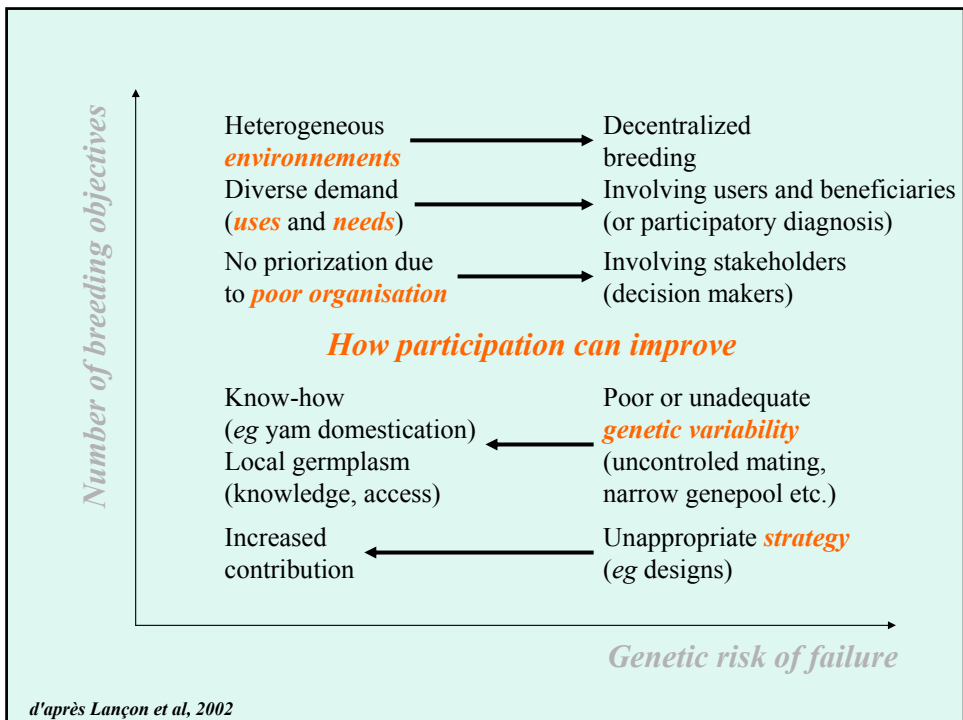 Number of breeding objectives
Heterogeneous
environnements
Decentralized
breeding
Diverse demand
(uses and needs)
Involving users and beneficiaries
(or participatory diagnosis)
No priorization due
to poor organisation
Involving stakeholders
(decision makers)
How participation can improve
Know-how
(eg yam domestication)
Local germplasm
(knowledge, access)
Poor or unadequate
genetic variability
(uncontroled mating,
narrow genepool etc.)
Increased
contribution
Unappropriate strategy
(eg designs)
Genetic risk of failure
d'après Lançon et al, 2002